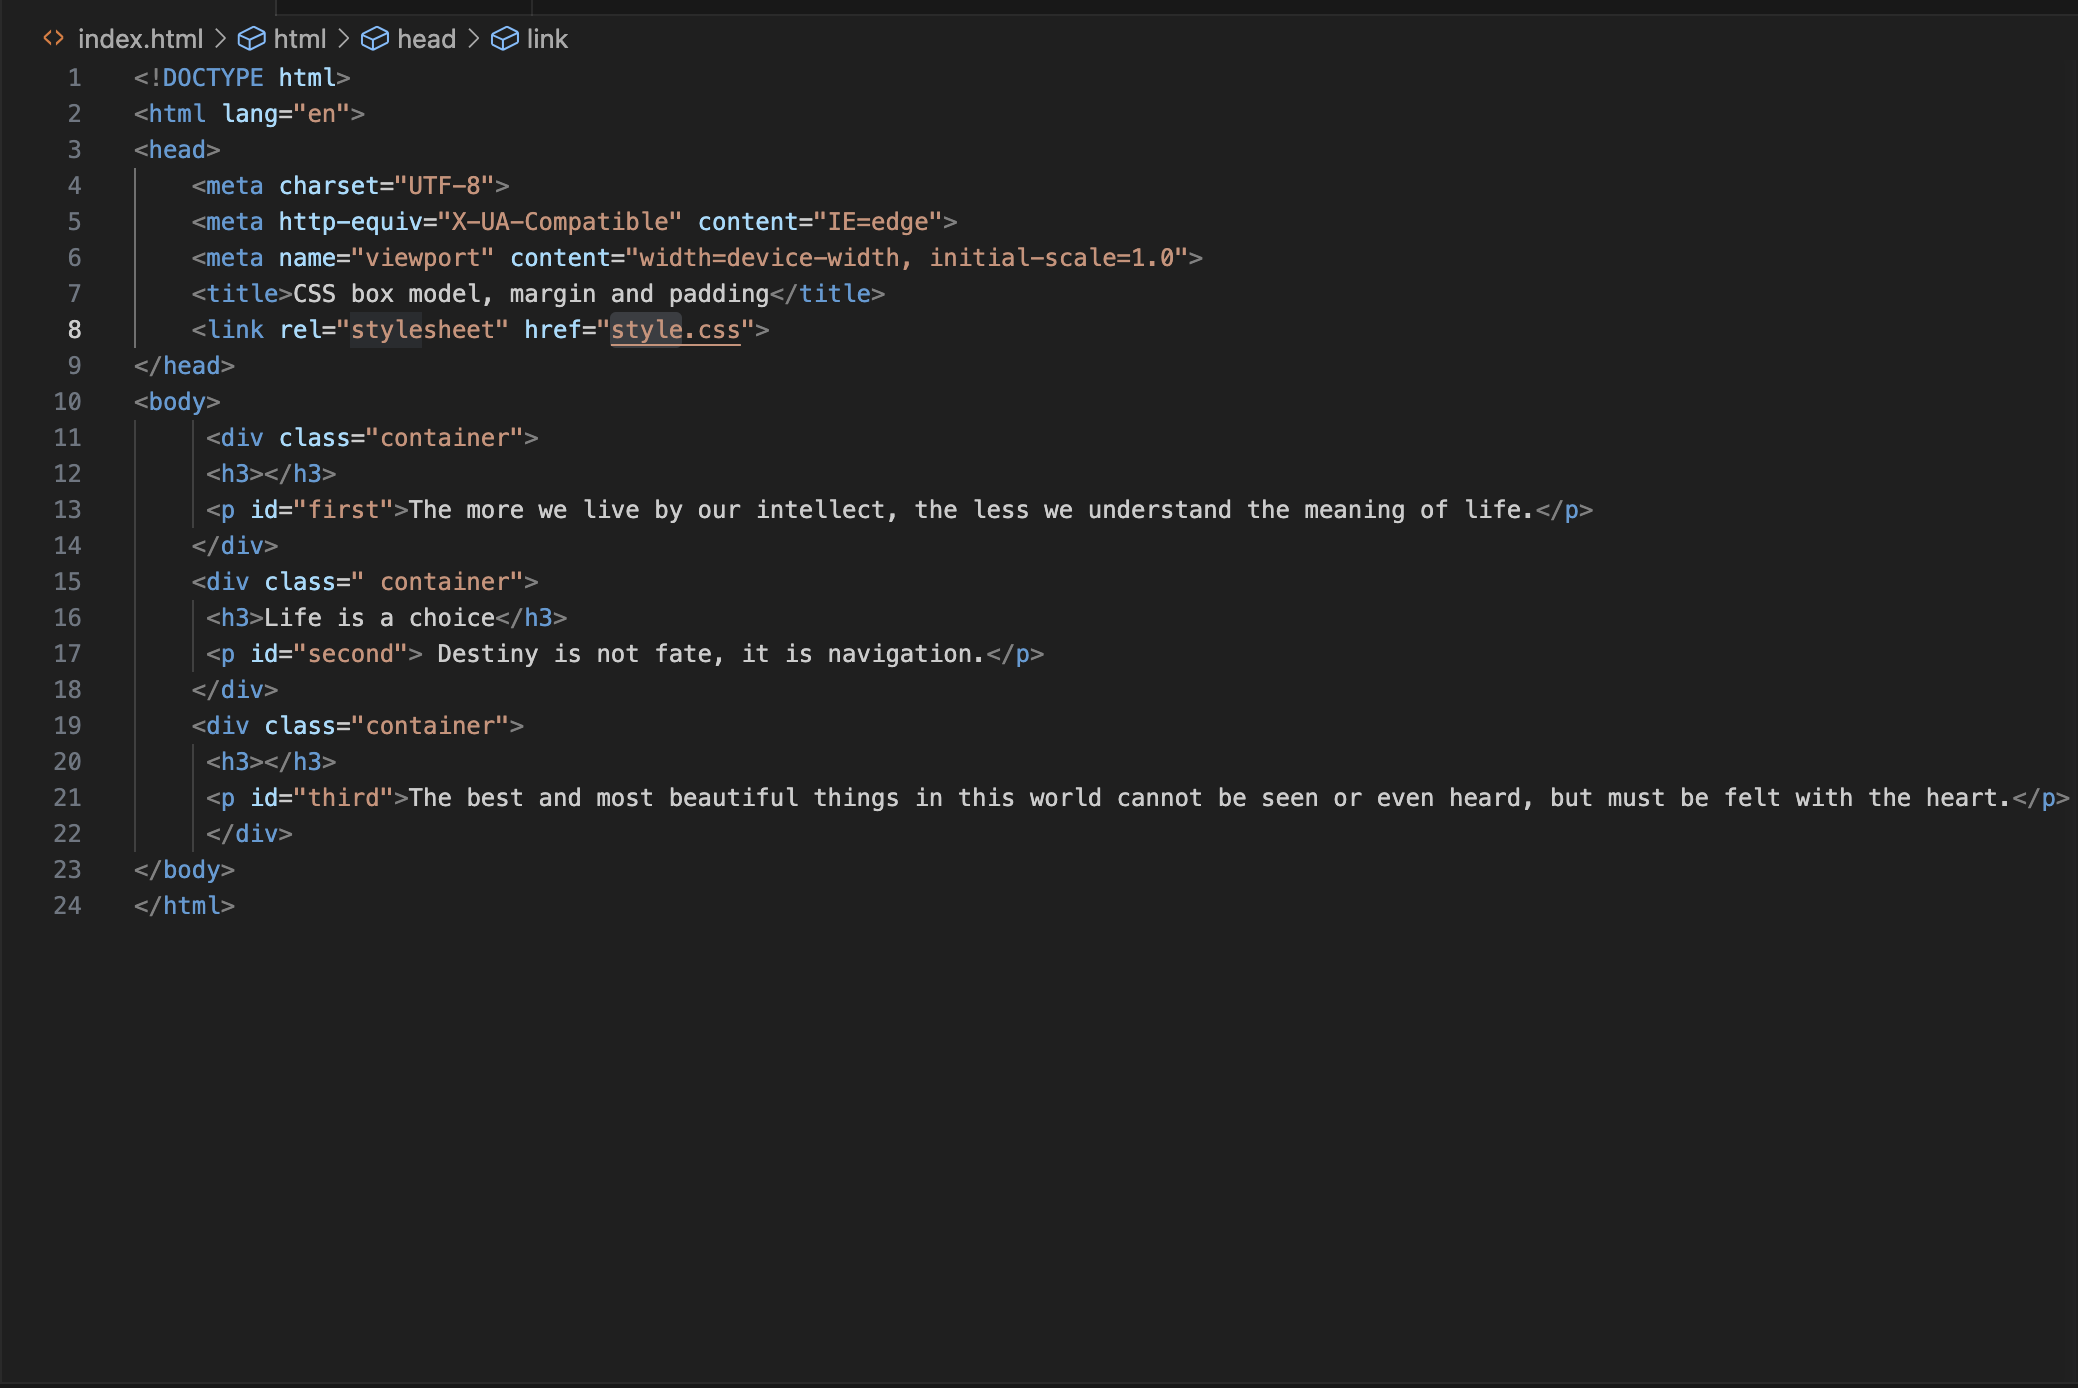 index.html > html > head > link
1 <!DOCTYPE html>
2 <html lang="en">
3 <head>
4     <meta charset="UTF-8">
5     <meta http-equiv="X-UA-Compatible" content="IE=edge">
6     <meta name="viewport" content="width=device-width, initial-scale=1.0">
7     <title>CSS box model, margin and padding</title>
8     <link rel="stylesheet" href="style.css">
9 </head>
10 <body>
11      <div class="container">
12      <h3></h3>
13      <p id="first">The more we live by our intellect, the less we understand the meaning of life.</p>
14     </div>
15     <div class=" container">
16      <h3>Life is a choice</h3>
17      <p id="second"> Destiny is not fate, it is navigation.</p>
18     </div>
19     <div class="container">
20      <h3></h3>
21      <p id="third">The best and most beautiful things in this world cannot be seen or even heard, but must be felt with the heart.</p>
22      </div>
23 </body>
24 </html>